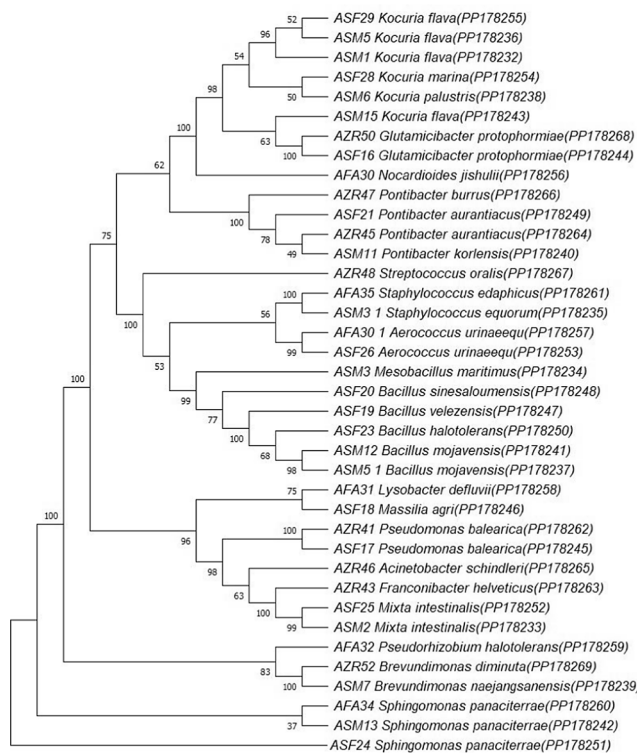 ASF29 Kocuria flava(PP178255)
52
ASM5 Kocuria flava(PP178236)
96
ASM1 Kocuria flava(PP178232)
54
ASF28 Kocuria marina(PP178254)
98
50
ASM6 Kocuria palustris(PP178238)
ASM15 Kocuria flava(PP178243)
100
63
AZR50 Glutamicibacter protophormiae(PP178268)
100
ASF16 Glutamicibacter protophormiae(PP178244)
62
AFA30 Nocardioides jishulii(PP178256)
AZR47 Pontibacter burrus(PP178266)
100
ASF21 Pontibacter aurantiacus(PP178249)
75
78
AZR45 Pontibacter aurantiacus(PP178264)
49
ASM11 Pontibacter korlensis(PP178240)
AZR48 Streptococcus oralis(PP178267)
100
100
AFA35 Staphylococcus edaphicus(PP178261)
56
ASM3 1 Staphylococcus equorum(PP178235)
AFA30 1 Aerococcus urinaeequ(PP178257)
99
ASF26 Aerococcus urinaeequ(PP178253)
53
ASM3 Mesobacillus maritimus(PP178234)
99
ASF20 Bacillus sinesaloumensis(PP178248)
100
77
ASF19 Bacillus velezensis(PP178247)
100
ASF23 Bacillus halotolerans(PP178250)
68
ASM12 Bacillus mojavensis(PP178241)
98
ASM5 1 Bacillus mojavensis(PP178237)
75
AFA31 Lysobacter defluvii(PP178258)
ASF18 Massilia agri(PP178246)
100
96
100
AZR41 Pseudomonas balearica(PP178262)
ASF17 Pseudomonas balearica(PP178245)
98
AZR46 Acinetobacter schindleri(PP178265)
63
AZR43 Franconibacter helveticus(PP178263)
100
ASF25 Mixta intestinalis(PP178252)
99
ASM2 Mixta intestinalis(PP178233)
AFA32 Pseudorhizobium halotolerans(PP178259)
83
AZR52 Brevundimonas diminuta(PP178269)
100
ASM7 Brevundimonas naejangsanensis(PP178239)
AFA34 Sphingomonas panaciterrae(PP178260)
37
ASM13 Sphingomonas panaciterrae(PP178242)
ASF24 Sphingomonas panaciterrae(PP178251)